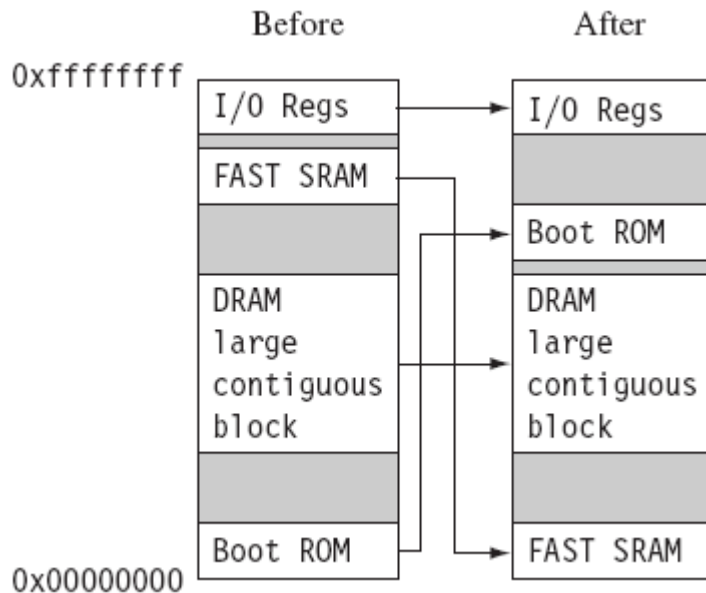 Before
After
0xffffffff
I/O Regs
FAST SRAM
DRAM
large
contiguous
block
Boot ROM
0x00000000
I/O Regs
Boot ROM
DRAM
large
contiguous
block
FAST SRAM